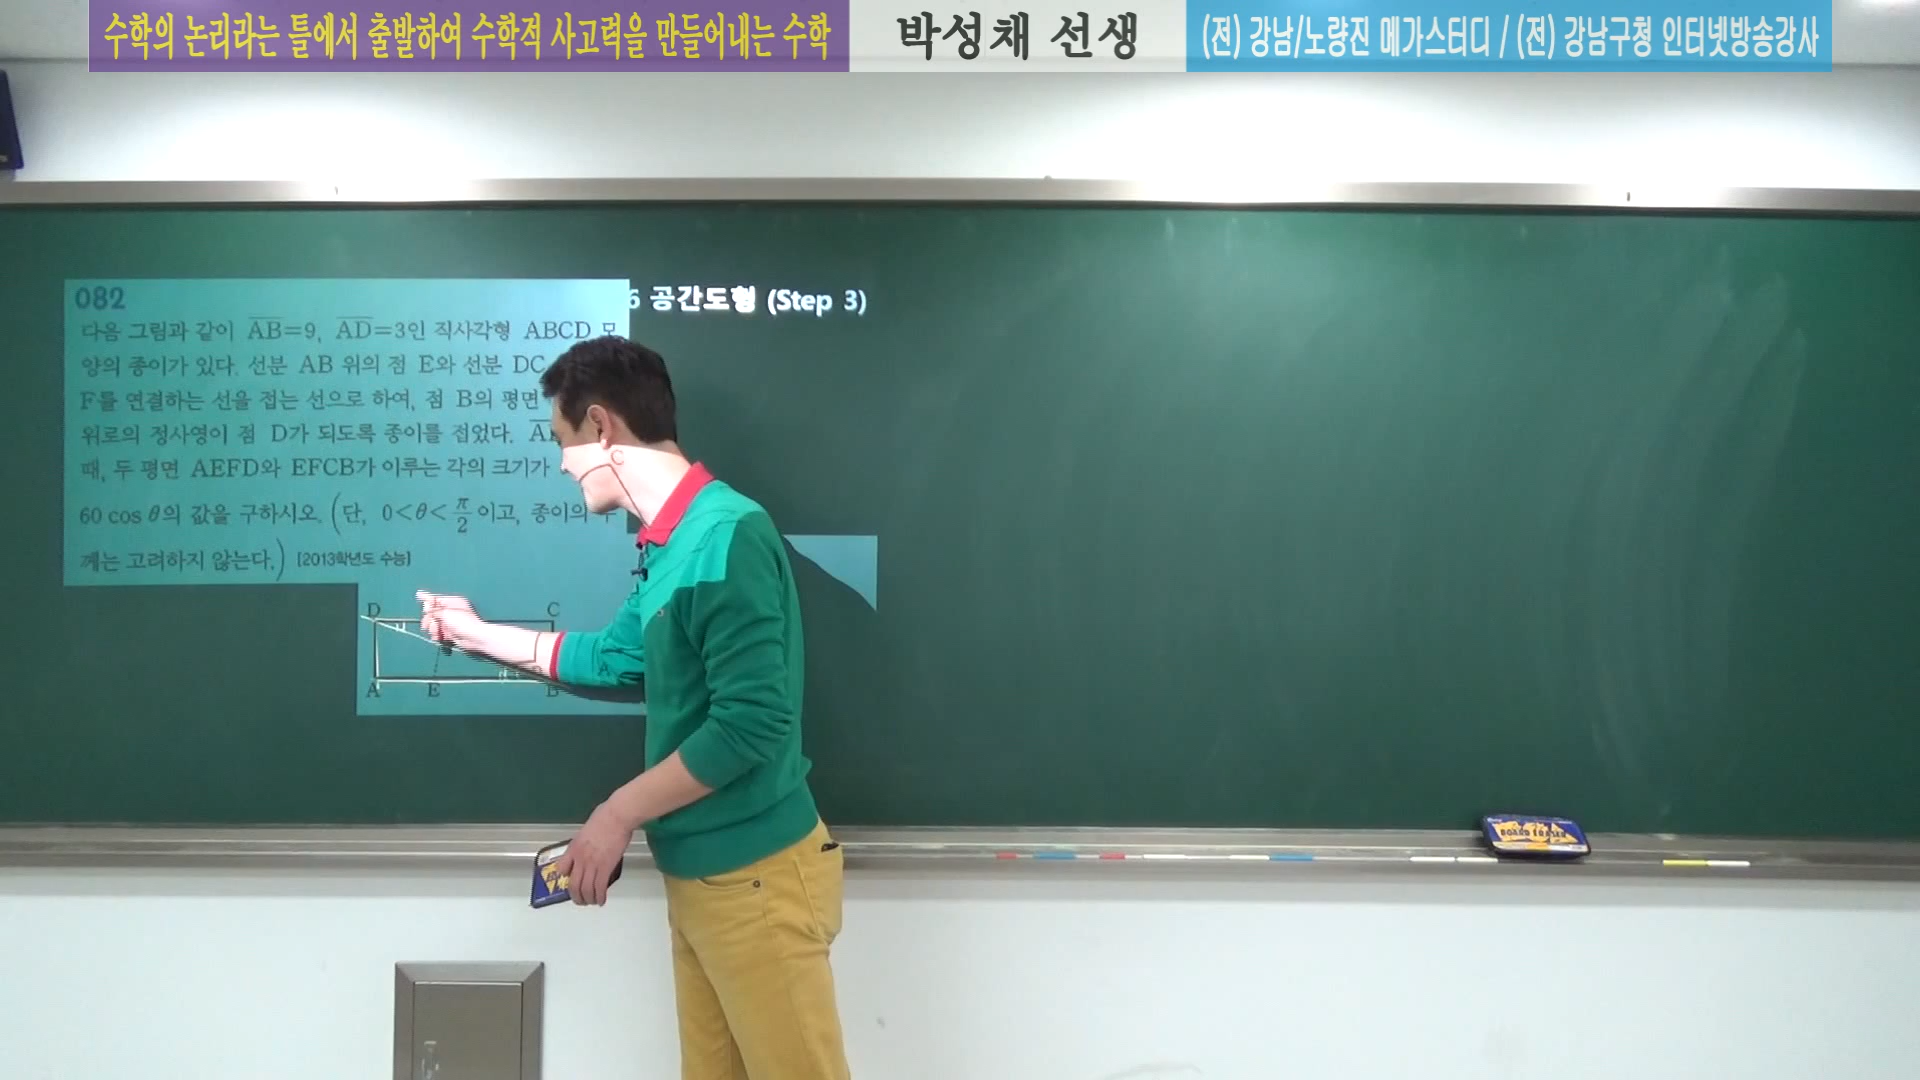 수학의 논리라는 틀에서 출발하여 수학적 사고력을 만들어내는 수학
박성채 선생
(전) 강남/노량진 메가스터디 / (전) 강남구청 인터넷방송강사
6 공간도형 (Step 3)
082
다음 그림과 같이 AB=9, AD=3인 직사각형 ABCD 모
양의 종이가 있다. 선분 AB 위의 점 E와 선분 DC
F를 연결하는 선을 접는 선으로 하여, 점 B의 평면
위로의 정사영이 점 D가 되도록 종이를 접었다.
때, 두 평면 AEFD와 EFCB가 이루는 각의 크기가
60 cos θ의 값을 구하시오. (단, 0<θ<π/2 이고, 종이의 두
께는 고려하지 않는다.) [2013학년도 수능]
C
D C
A E B
A
BOARD ERASER